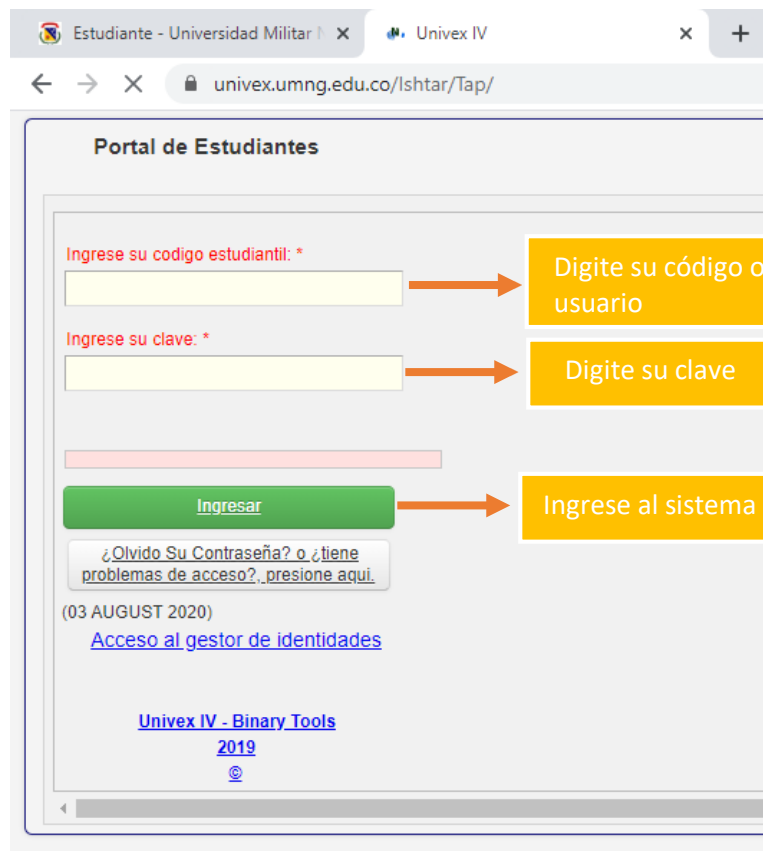 Estudiante - Universidad Militar
Univex IV
univex.umng.edu.co/Ishtar/Tap/
Portal de Estudiantes
Ingrese su codigo estudiantil: *
Digite su código o
usuario
Ingrese su clave: *
Digite su clave
Ingresar
Ingrese al sistema
¿Olvido Su Contraseña? o ¿tiene
problemas de acceso?, presione aqui.
(03 AUGUST 2020)
Acceso al gestor de identidades
Univex IV - Binary Tools
2019
©